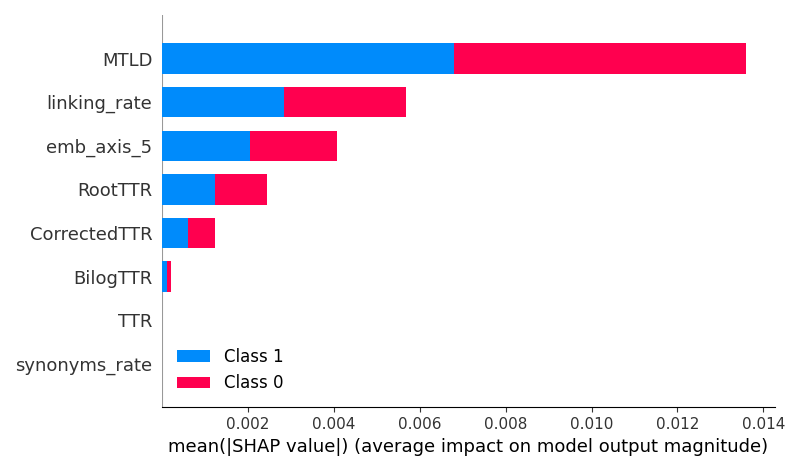 MTLD
linking_rate
emb_axis_5
RootTTR
CorrectedTTR
BilogTTR
TTR
synonyms_rate
Class 1
Class 0
0.002 0.004 0.006 0.008 0.010 0.012 0.014
mean(|SHAP value|) (average impact on model output magnitude)